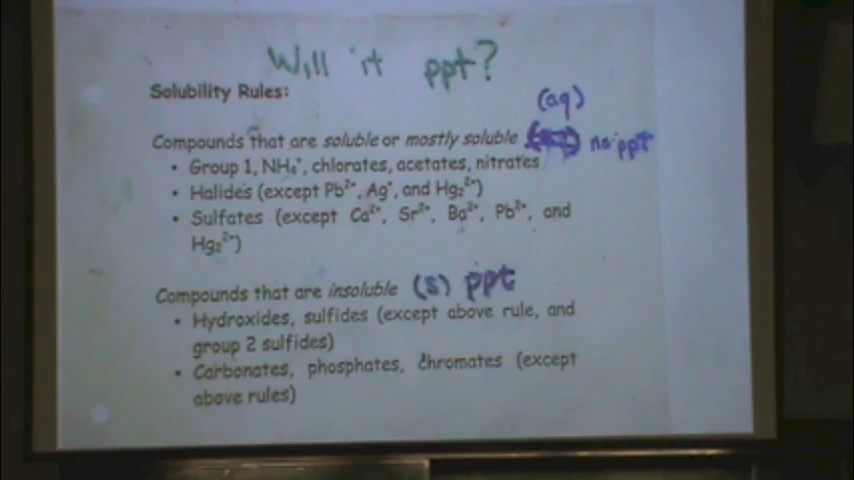 Will it ppt?
Solubility Rules:
(aq)
Compounds that are soluble or mostly soluble no ppt
• Group 1, NH₄⁺, chlorates, acetates, nitrates
• Halides (except Pb²⁺, Ag⁺, and Hg₂²⁺)
• Sulfates (except Ca²⁺, Sr²⁺, Ba²⁺, Pb²⁺, and
Hg₂²⁺)
Compounds that are insoluble (s) ppt
• Hydroxides, sulfides (except above rule, and
group 2 sulfides)
• Carbonates, phosphates, chromates (except
above rules)